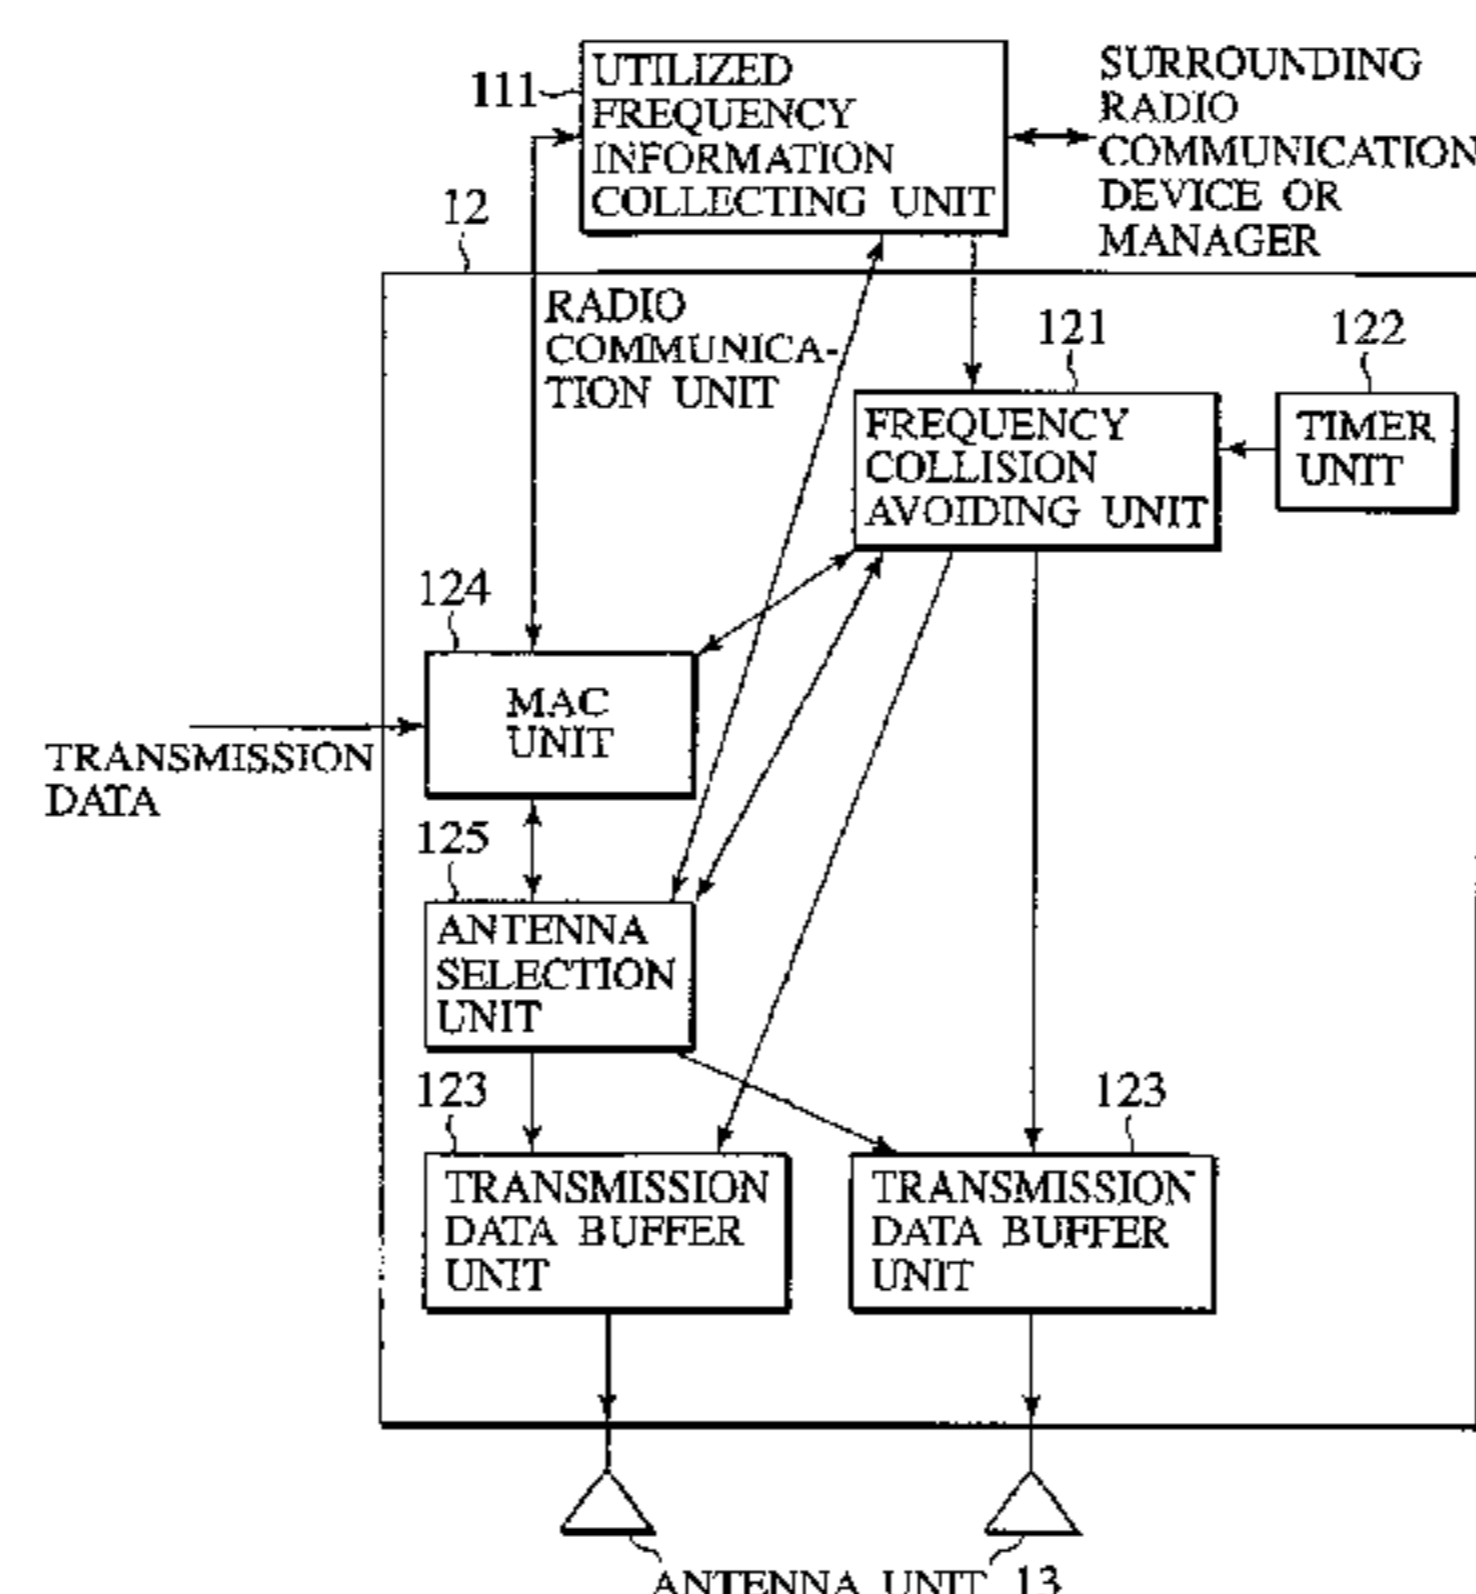 111
UTILIZED
FREQUENCY
INFORMATION
COLLECTING UNIT
SURROUNDING
RADIO
COMMUNICATION
DEVICE OR
MANAGER
12
RADIO
COMMUNICA-
TION UNIT
121
122
FREQUENCY
COLLISION
AVOIDING UNIT
TIMER
UNIT
124
MAC
UNIT
TRANSMISSION
DATA
125
ANTENNA
SELECTION
UNIT
123
123
TRANSMISSION
DATA BUFFER
UNIT
TRANSMISSION
DATA BUFFER
UNIT
ANTENNA UNIT 13